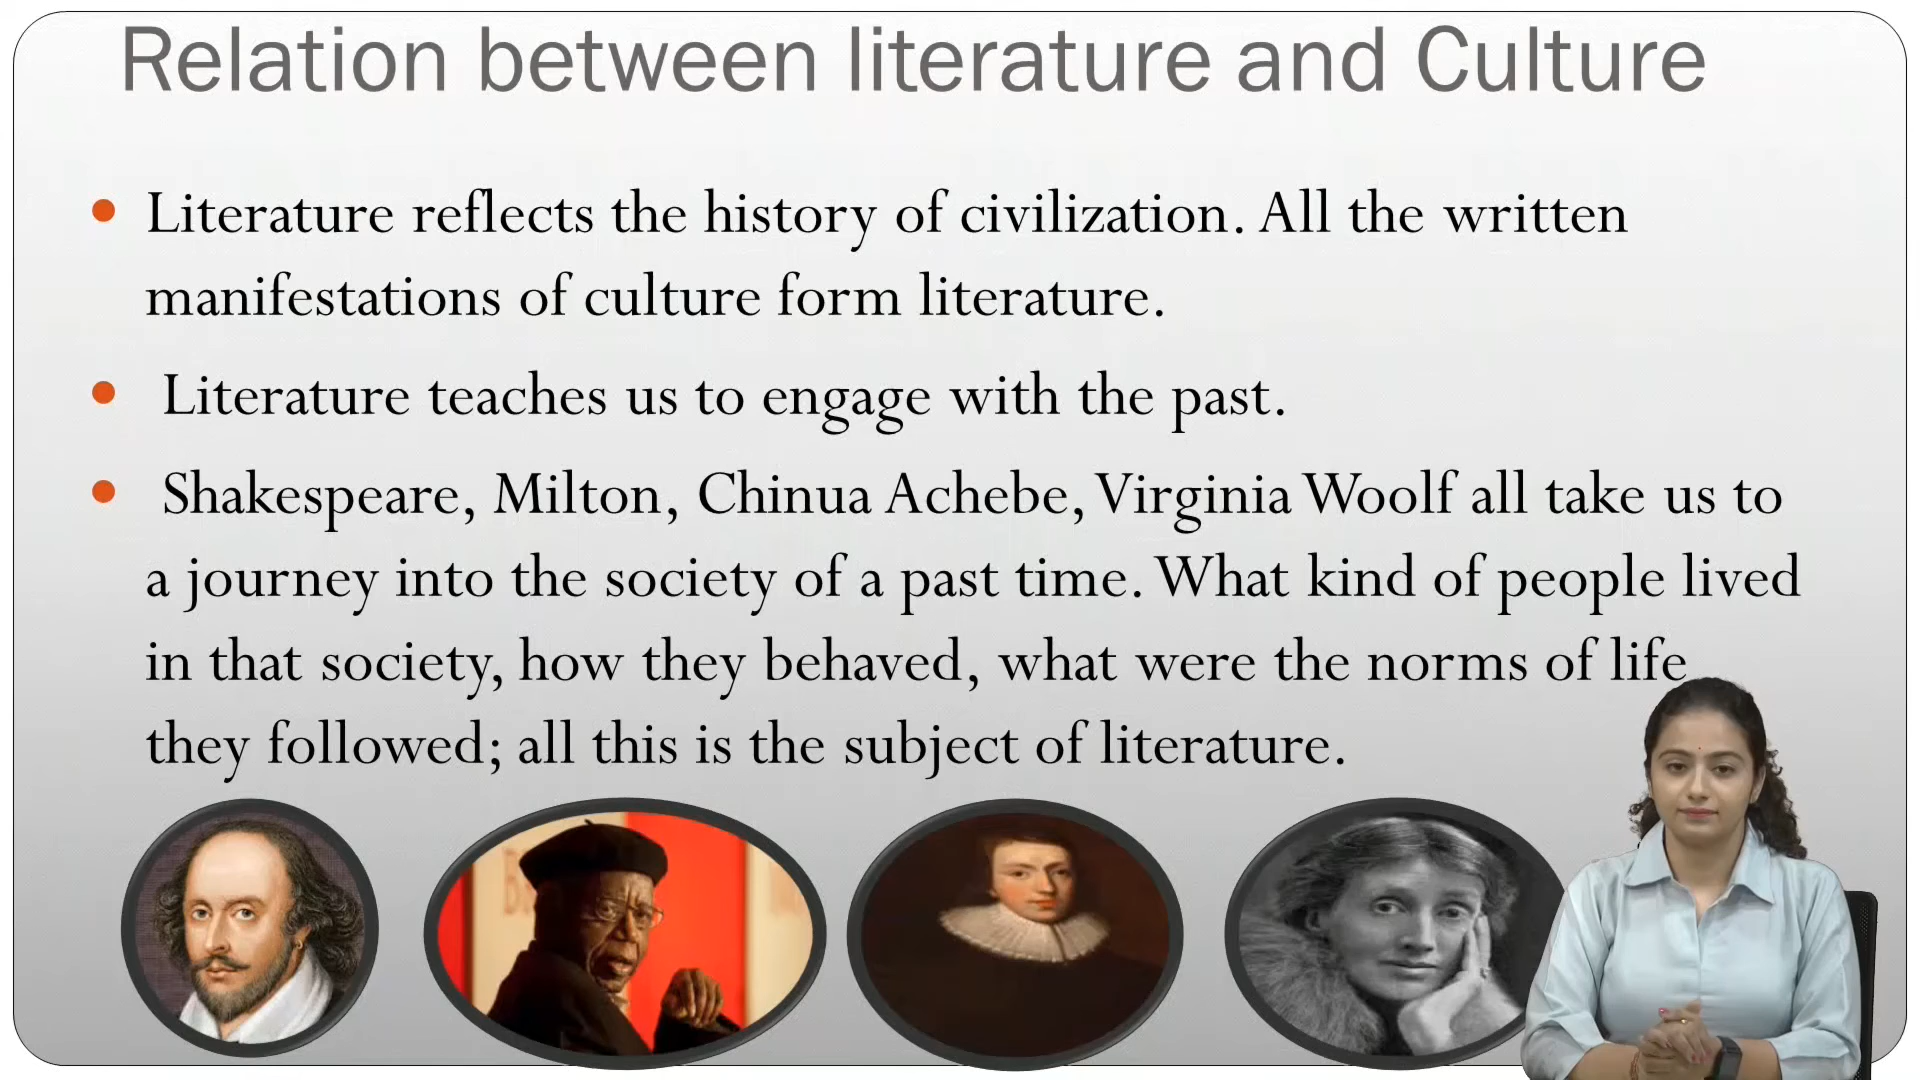 Relation between literature and Culture
• Literature reflects the history of civilization. All the written
manifestations of culture form literature.
• Literature teaches us to engage with the past.
• Shakespeare, Milton, Chinua Achebe, Virginia Woolf all take us to
a journey into the society of a past time. What kind of people lived
in that society, how they behaved, what were the norms of life
they followed; all this is the subject of literature.